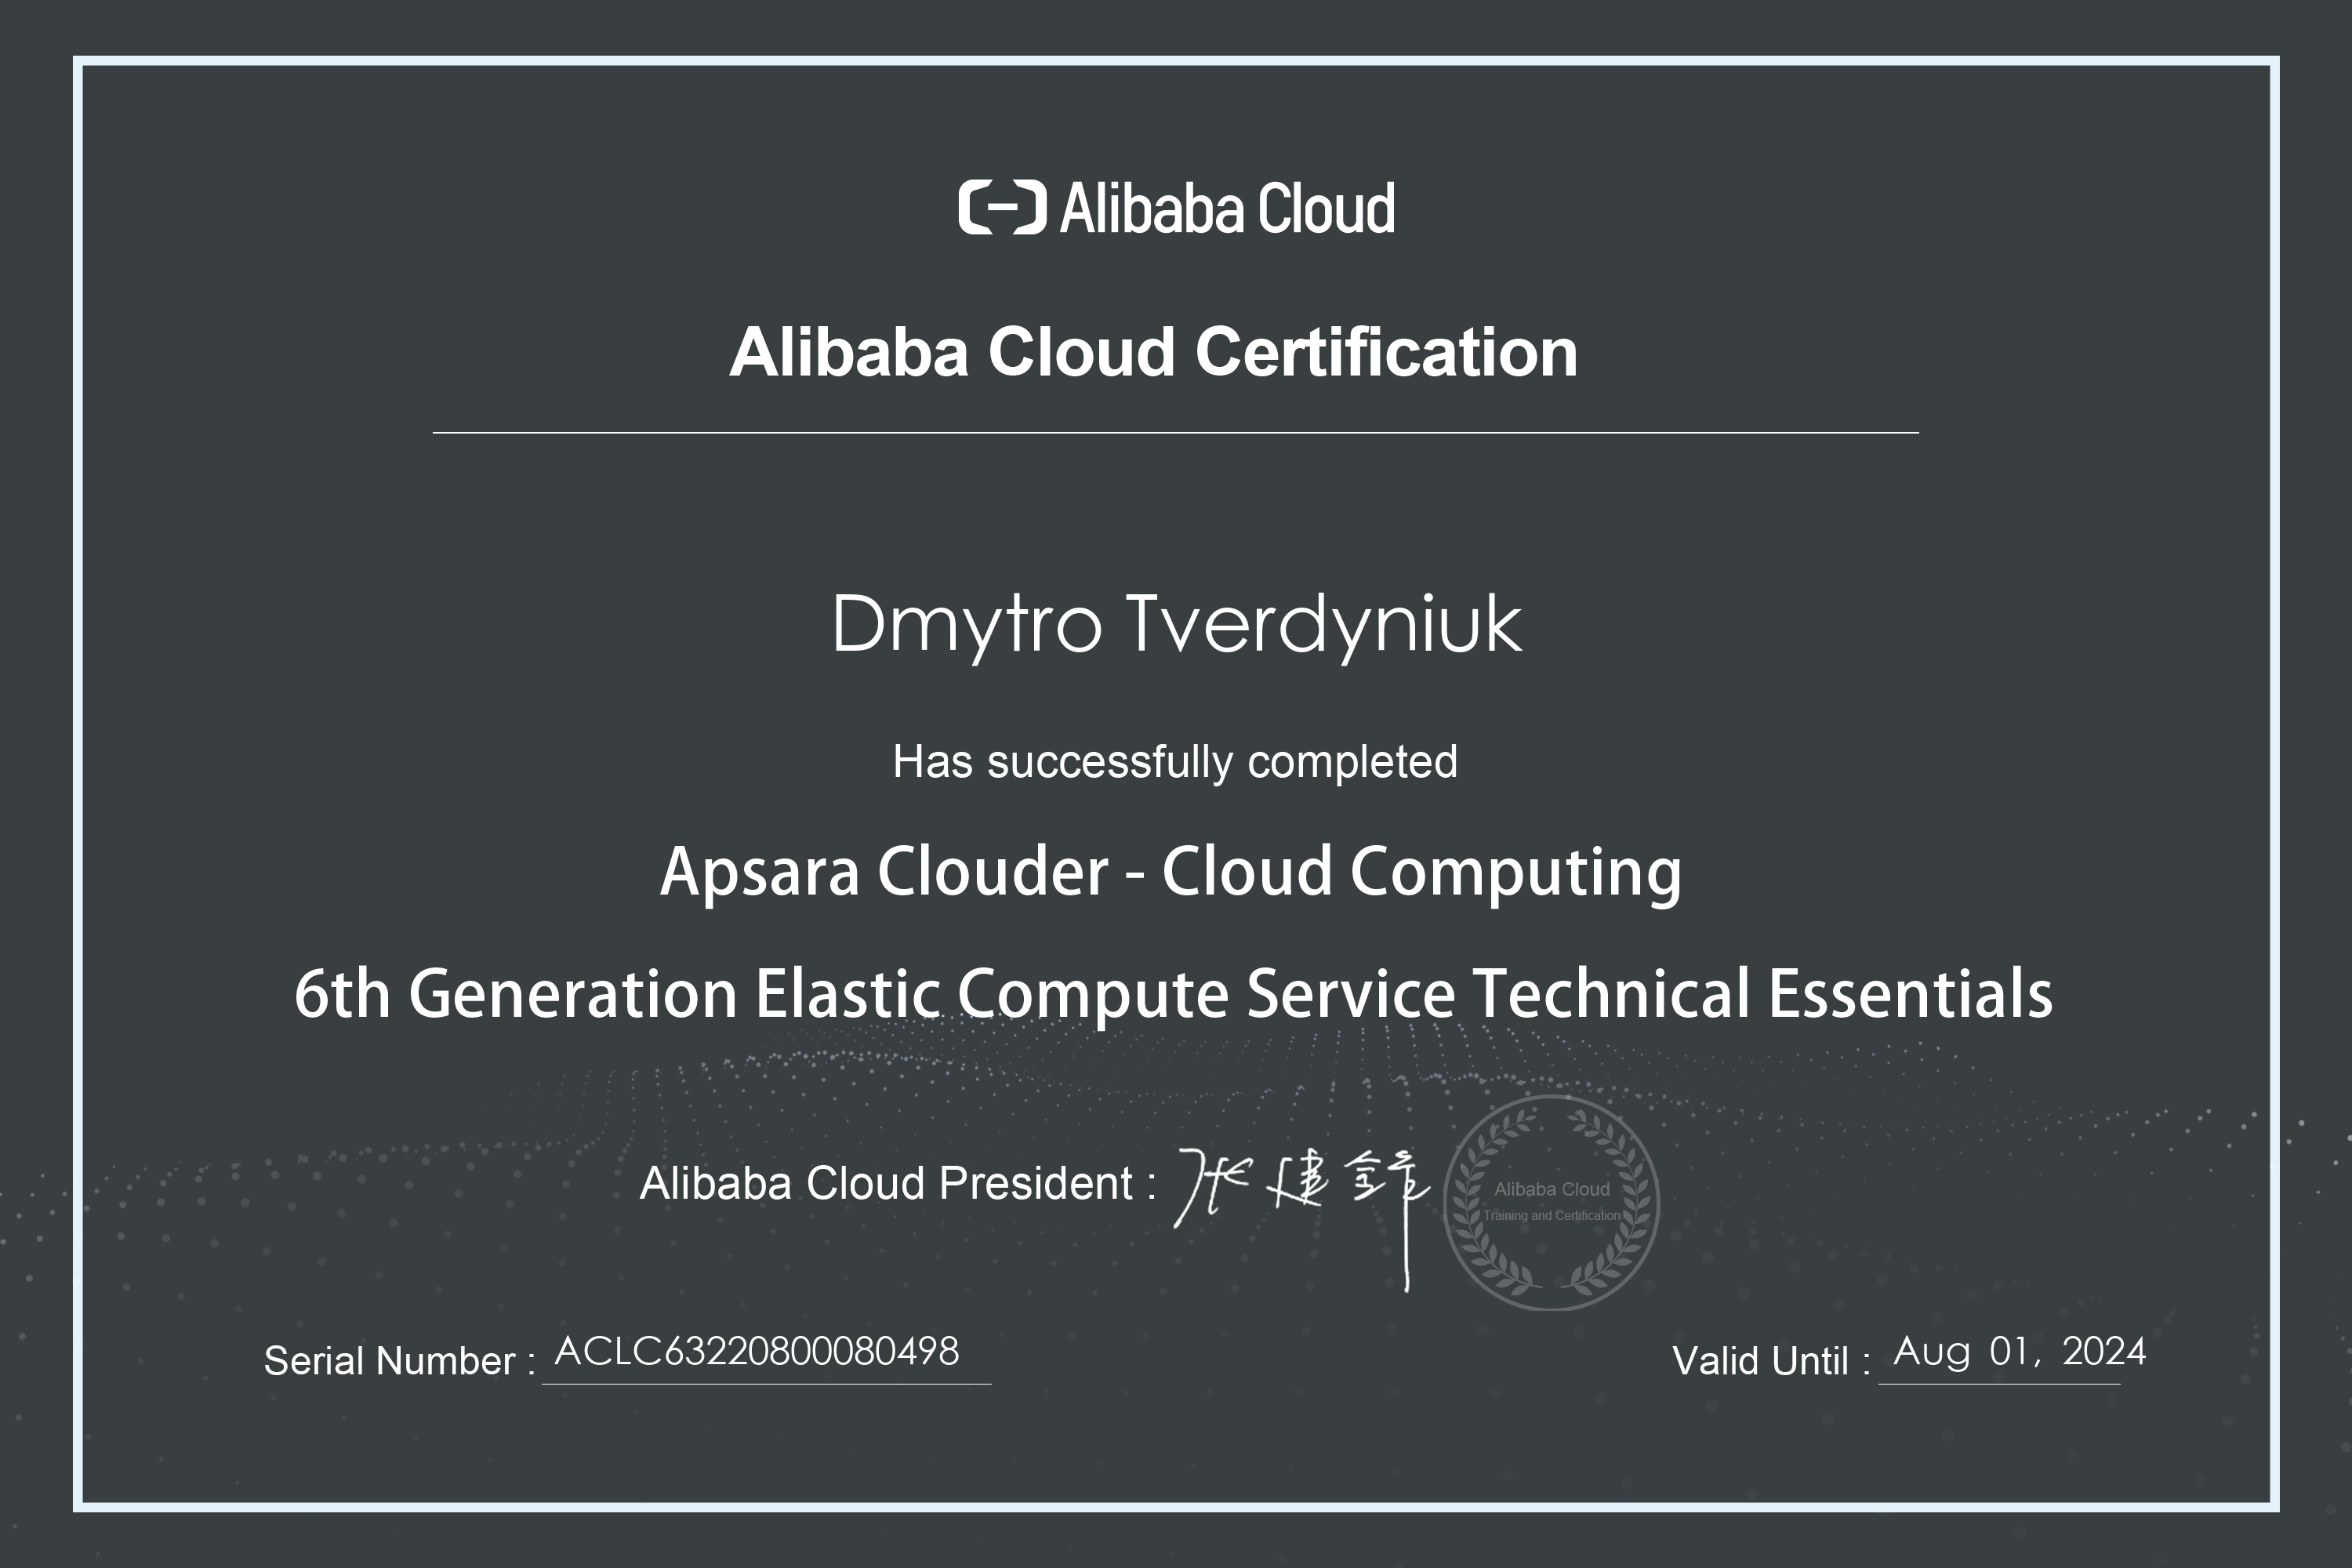 Alibaba Cloud
Alibaba Cloud Certification
Dmytro Tverdyniuk
Has successfully completed
Apsara Clouder - Cloud Computing
6th Generation Elastic Compute Service Technical Essentials
Alibaba Cloud President : 张建锋
Alibaba Cloud
Training and Certification
Serial Number : ACLC63220800080498
Valid Until : Aug 01, 2024